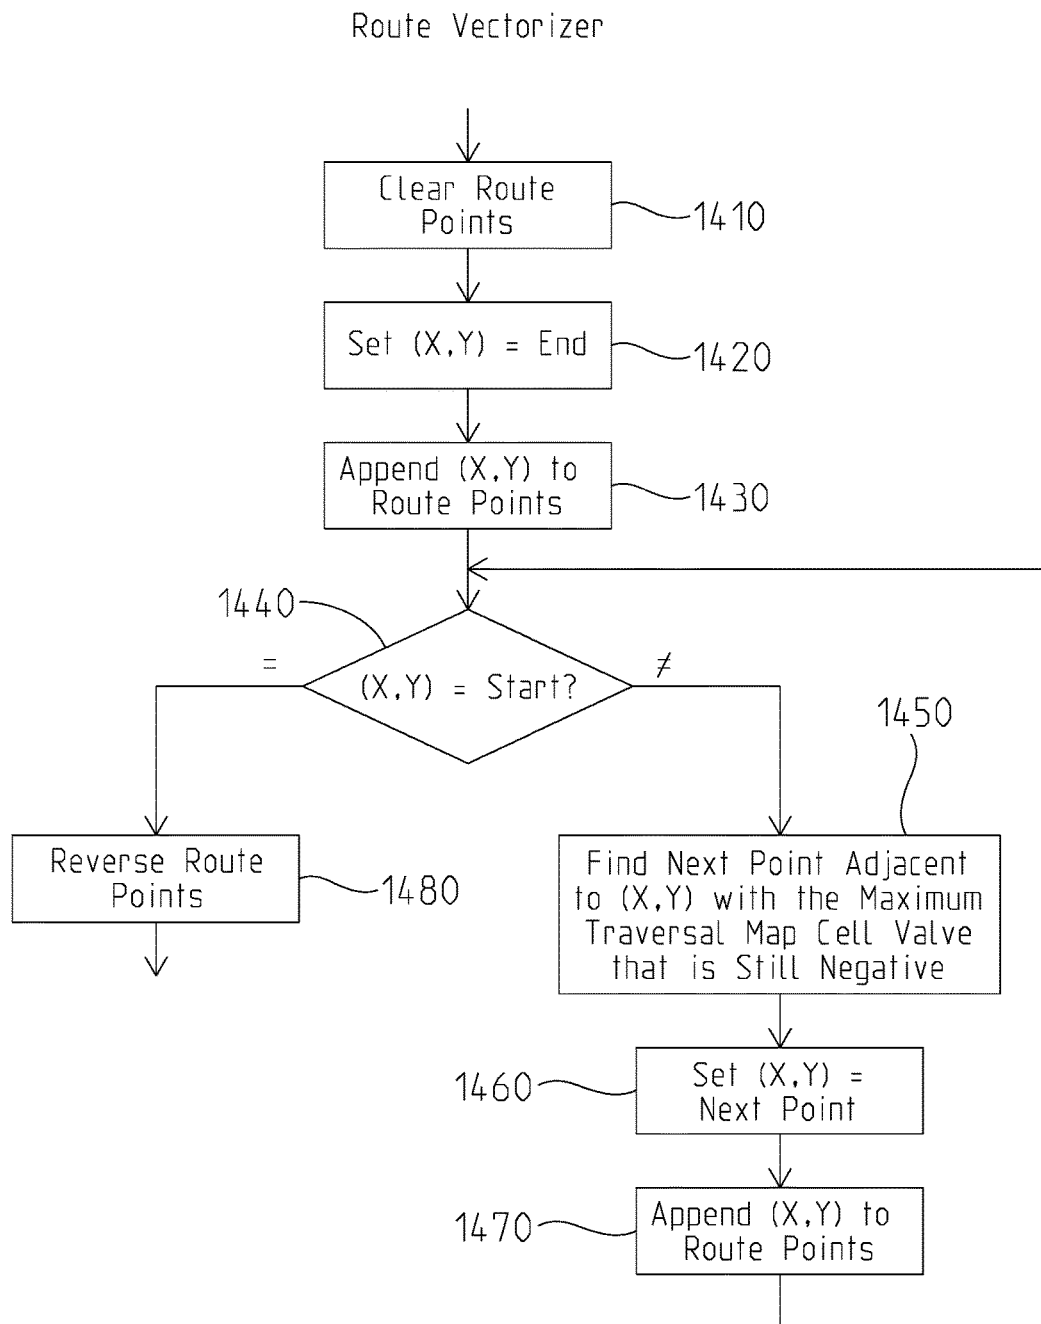 Route Vectorizer
Clear Route
Points
1410
Set (X,Y) = End
1420
Append (X,Y) to
Route Points
1430
1440
=
(X,Y) = Start?
≠
1450
Reverse Route
Points
1480
Find Next Point Adjacent
to (X,Y) with the Maximum
Traversal Map Cell Valve
that is Still Negative
1460
Set (X,Y) =
Next Point
1470
Append (X,Y) to
Route Points